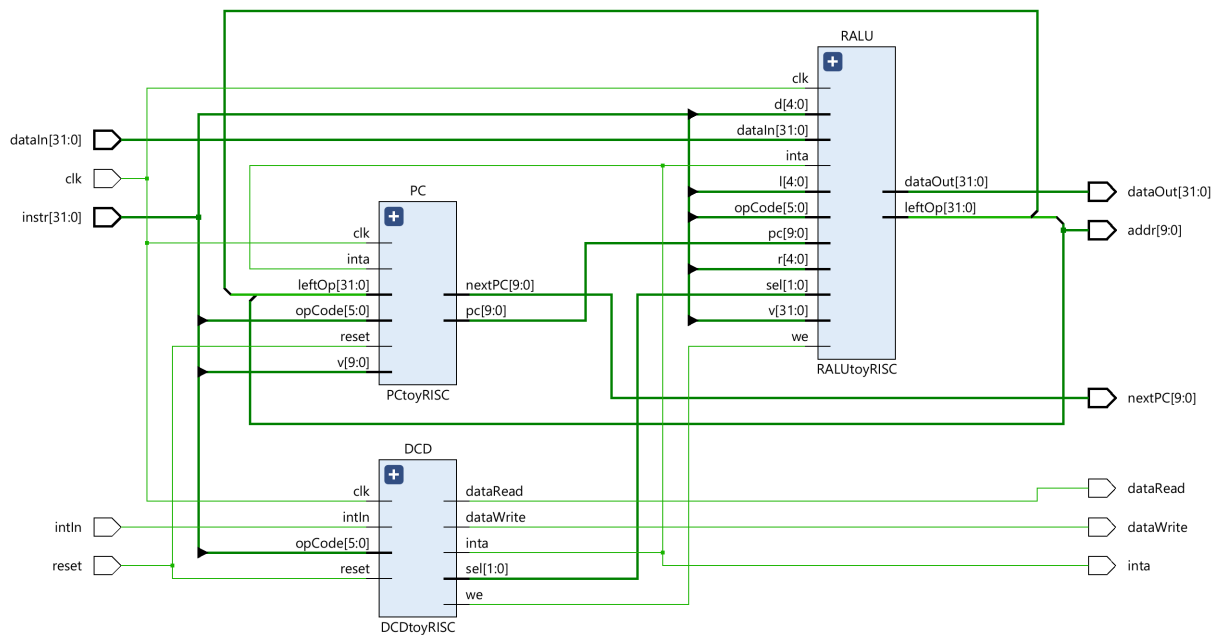 RALU
clk
d[4:0]
dataIn[31:0]
dataIn[31:0]
inta
clk
PC
l[4:0]
dataOut[31:0]
dataOut[31:0]
instr[31:0]
opCode[5:0]
leftOp[31:0]
addr[9:0]
clk
pc[9:0]
inta
r[4:0]
leftOp[31:0]
nextPC[9:0]
sel[1:0]
opCode[5:0]
pc[9:0]
v[31:0]
reset
we
v[9:0]
RALUtoyRISC
PCtoyRISC
nextPC[9:0]
DCD
clk
dataRead
dataRead
intIn
intIn
dataWrite
dataWrite
opCode[5:0]
inta
reset
reset
sel[1:0]
inta
we
DCDtoyRISC